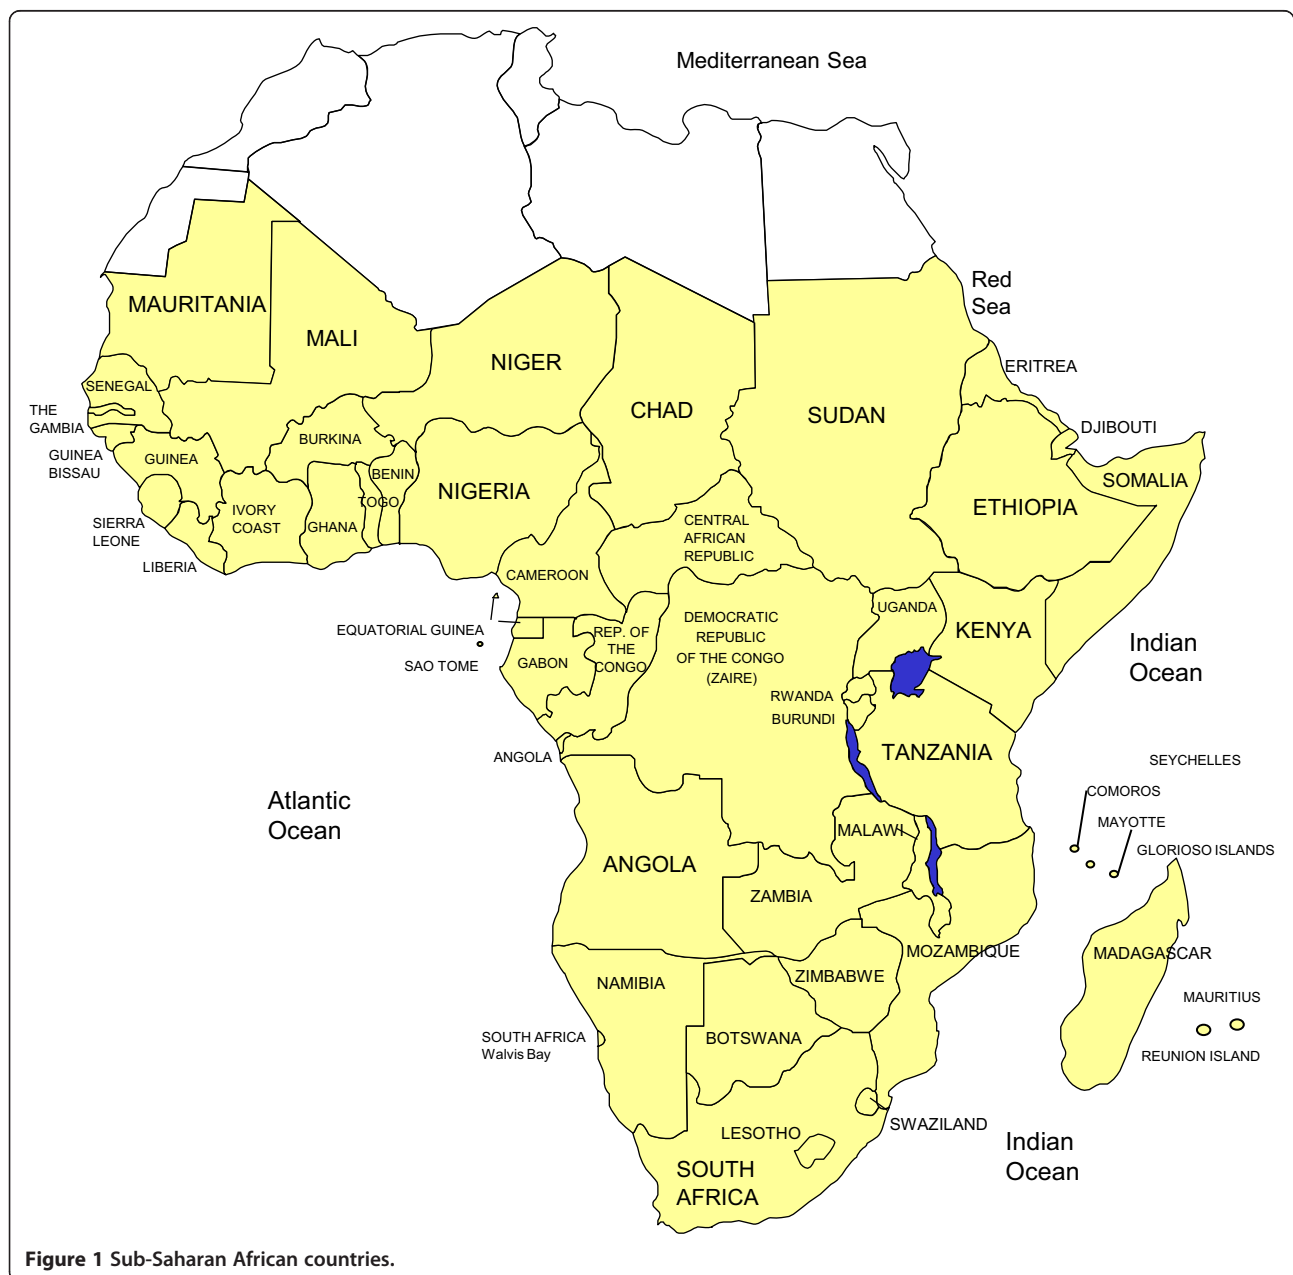 Mediterranean Sea
Red
Sea
MAURITANIA
MALI
NIGER
CHAD
SUDAN
ERITREA
SENEGAL
THE
GAMBIA
DJIBOUTI
GUINEA
BISSAU
GUINEA
BURKINA
BENIN
NIGERIA
SOMALIA
TOGO
ETHIOPIA
IVORY
COAST
GHANA
SIERRA
LEONE
LIBERIA
CENTRAL
AFRICAN
REPUBLIC
CAMEROON
UGANDA
KENYA
EQUATORIAL GUINEA
SAO TOME
GABON
REP. OF
THE
CONGO
DEMOCRATIC
REPUBLIC
OF THE CONGO
(ZAIRE)
Indian
Ocean
RWANDA
BURUNDI
ANGOLA
TANZANIA
SEYCHELLES
COMOROS
MAYOTTE
GLORIOSO ISLANDS
Atlantic
Ocean
MALAWI
ANGOLA
ZAMBIA
MOZAMBIQUE
MADAGASCAR
NAMIBIA
ZIMBABWE
MAURITIUS
REUNION ISLAND
SOUTH AFRICA
Walvis Bay
BOTSWANA
SWAZILAND
LESOTHO
Indian
Ocean
SOUTH
AFRICA
Figure 1 Sub-Saharan African countries.